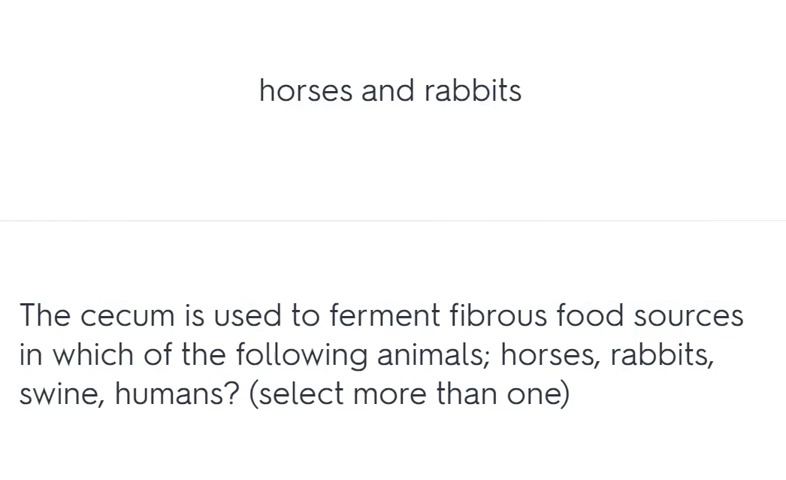 horses and rabbits
The cecum is used to ferment fibrous food sources
in which of the following animals; horses, rabbits,
swine, humans? (select more than one)